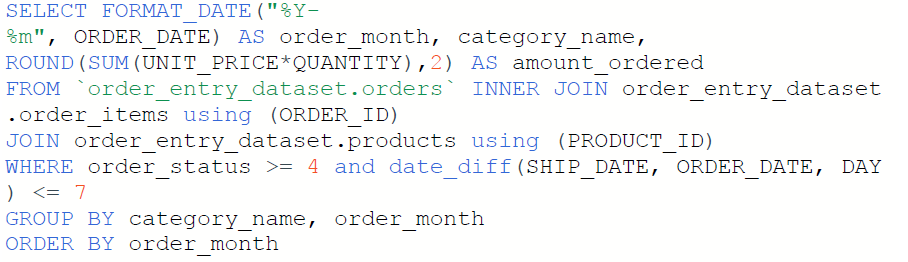 SELECT FORMAT_DATE("%Y-
%m", ORDER_DATE) AS order_month, category_name,
ROUND(SUM(UNIT_PRICE*QUANTITY),2) AS amount_ordered
FROM `order_entry_dataset.orders` INNER JOIN order_entry_dataset
.order_items using (ORDER_ID)
JOIN order_entry_dataset.products using (PRODUCT_ID)
WHERE order_status >= 4 and date_diff(SHIP_DATE, ORDER_DATE, DAY
) <= 7
GROUP BY category_name, order_month
ORDER BY order_month